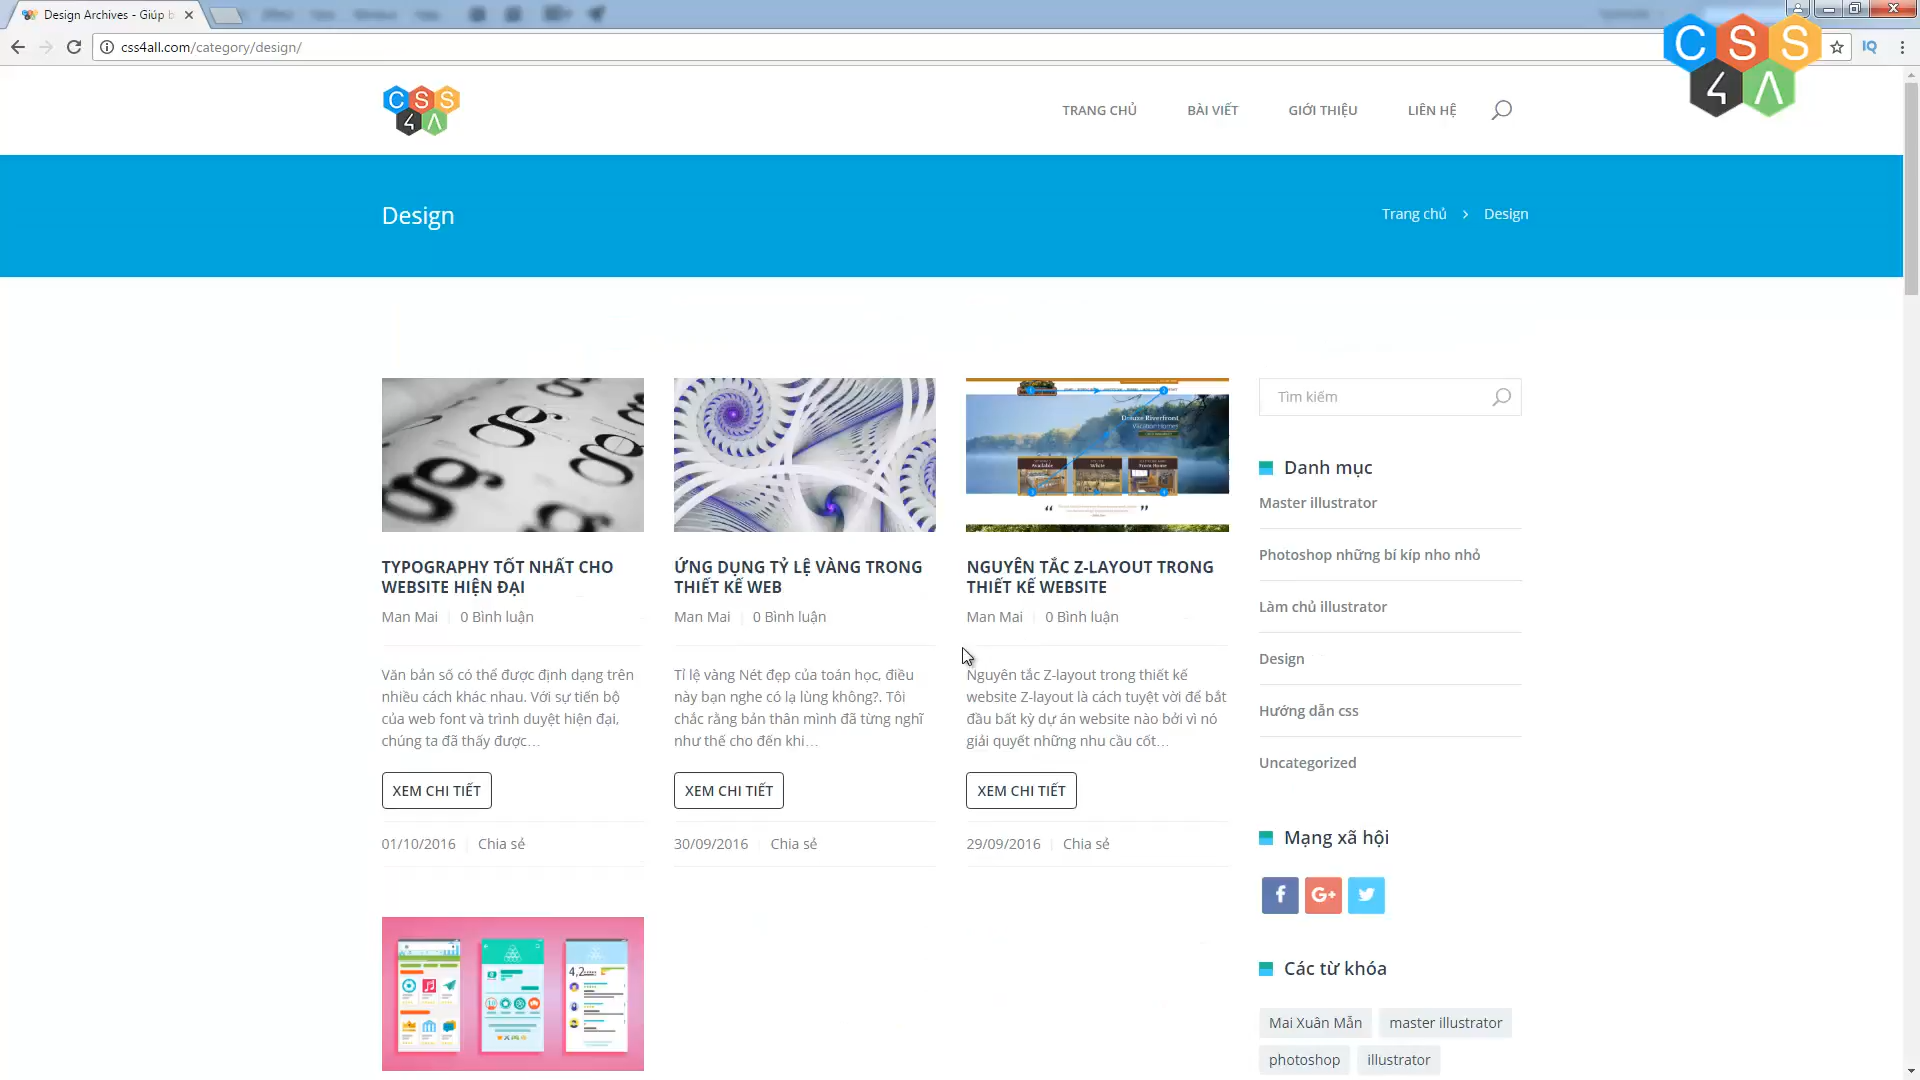 Design Archives - Giúp b
css4all.com/category/design/
IQ
CSS
4A
CSS
4A
TRANG CHỦ
BÀI VIẾT
GIỚI THIỆU
LIÊN HỆ
Design
Trang chủ > Design
TYPOGRAPHY TỐT NHẤT CHO
WEBSITE HIỆN ĐẠI
Man Mai | 0 Bình luận
Văn bản số có thể được định dạng trên
nhiều cách khác nhau. Với sự tiến bộ
của web font và trình duyệt hiện đại,
chúng ta đã thấy được…
XEM CHI TIẾT
01/10/2016 | Chia sẻ
ỨNG DỤNG TỶ LỆ VÀNG TRONG
THIẾT KẾ WEB
Man Mai | 0 Bình luận
Tỉ lệ vàng Nét đẹp của toán học, điều
này bạn nghe có lạ lùng không?. Tôi
chắc rằng bản thân mình đã từng nghĩ
như thế cho đến khi…
XEM CHI TIẾT
30/09/2016 | Chia sẻ
NGUYÊN TẮC Z-LAYOUT TRONG
THIẾT KẾ WEBSITE
Man Mai | 0 Bình luận
Nguyên tắc Z-layout trong thiết kế
website Z-layout là cách tuyệt vời để bắt
đầu bất kỳ dự án website nào bởi vì nó
giải quyết những nhu cầu cốt…
XEM CHI TIẾT
29/09/2016 | Chia sẻ
4,2
Tìm kiếm
Danh mục
Master illustrator
Photoshop những bí kíp nho nhỏ
Làm chủ illustrator
Design
Hướng dẫn css
Uncategorized
Mạng xã hội
f
G+
Các từ khóa
Mai Xuân Mẫn
master illustrator
photoshop
illustrator